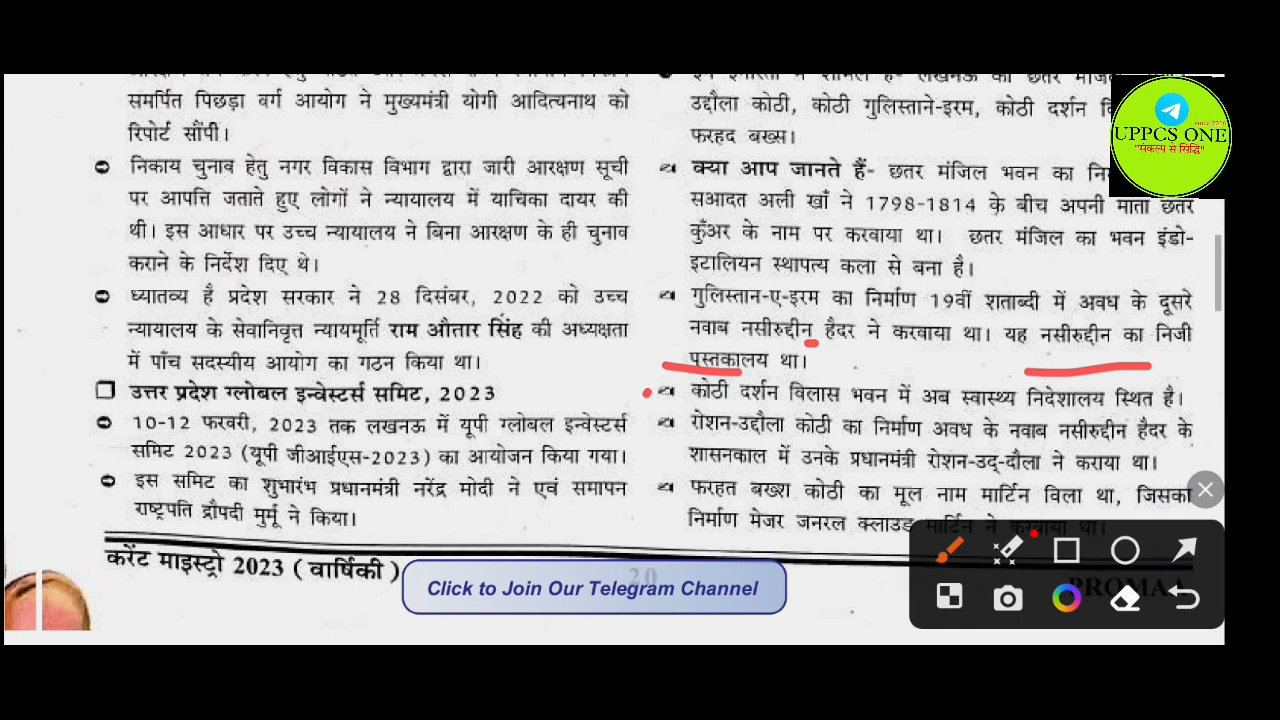 समर्पित पिछड़ा वर्ग आयोग ने मुख्यमंत्री योगी आदित्यनाथ को
रिपोर्ट सौंपी।
➲ निकाय चुनाव हेतु नगर विकास विभाग द्वारा जारी आरक्षण सूची
पर आपत्ति जताते हुए लोगों ने न्यायालय में याचिका दायर की
थी। इस आधार पर उच्च न्यायालय ने बिना आरक्षण के ही चुनाव
कराने के निर्देश दिए थे।
➲ ध्यातव्य है प्रदेश सरकार ने 28 दिसंबर, 2022 को उच्च
न्यायालय के सेवानिवृत्त न्यायमूर्ति राम औतार सिंह की अध्यक्षता
में पाँच सदस्यीय आयोग का गठन किया था।
❐ उत्तर प्रदेश ग्लोबल इन्वेस्टर्स समिट, 2023
➲ 10-12 फरवरी, 2023 तक लखनऊ में यूपी ग्लोबल इन्वेस्टर्स
समिट 2023 (यूपी जीआईएस-2023) का आयोजन किया गया।
➲ इस समिट का शुभारंभ प्रधानमंत्री नरेंद्र मोदी ने एवं समापन
राष्ट्रपति द्रौपदी मुर्मू ने किया।
लखनऊ की छतर
उद्दौला कोठी, कोठी गुलिस्ताने-इरम, कोठी दर्शन
फरहद बख्स।
क्या आप जानते हैं- छतर मंजिल भवन का
सआदत अली खाँ ने 1798-1814 के बीच अपनी माता छतर
कुँअर के नाम पर करवाया था। छतर मंजिल का भवन इंडो-
इटालियन स्थापत्य कला से बना है।
गुलिस्तान-ए-इरम का निर्माण 19वीं शताब्दी में अवध के दूसरे
नवाब नसीरुद्दीन हैदर ने करवाया था। यह नसीरुद्दीन का निजी
पुस्तकालय था।
कोठी दर्शन विलास भवन में अब स्वास्थ्य निदेशालय स्थित है।
रोशन-उद्दौला कोठी का निर्माण अवध के नवाब नसीरुद्दीन हैदर के
शासनकाल में उनके प्रधानमंत्री रोशन-उद्-दौला ने कराया था।
फरहत बख्श कोठी का मूल नाम मार्टिन विला था, जिसका
निर्माण मेजर जनरल क्लाउड मार्टिन ने करवाया था।
करेंट माइस्ट्रो 2023 ( वार्षिकी )
20
PROMAA
Click to Join Our Telegram Channel
UPPCS ONE
"संकल्प से सिद्धि"